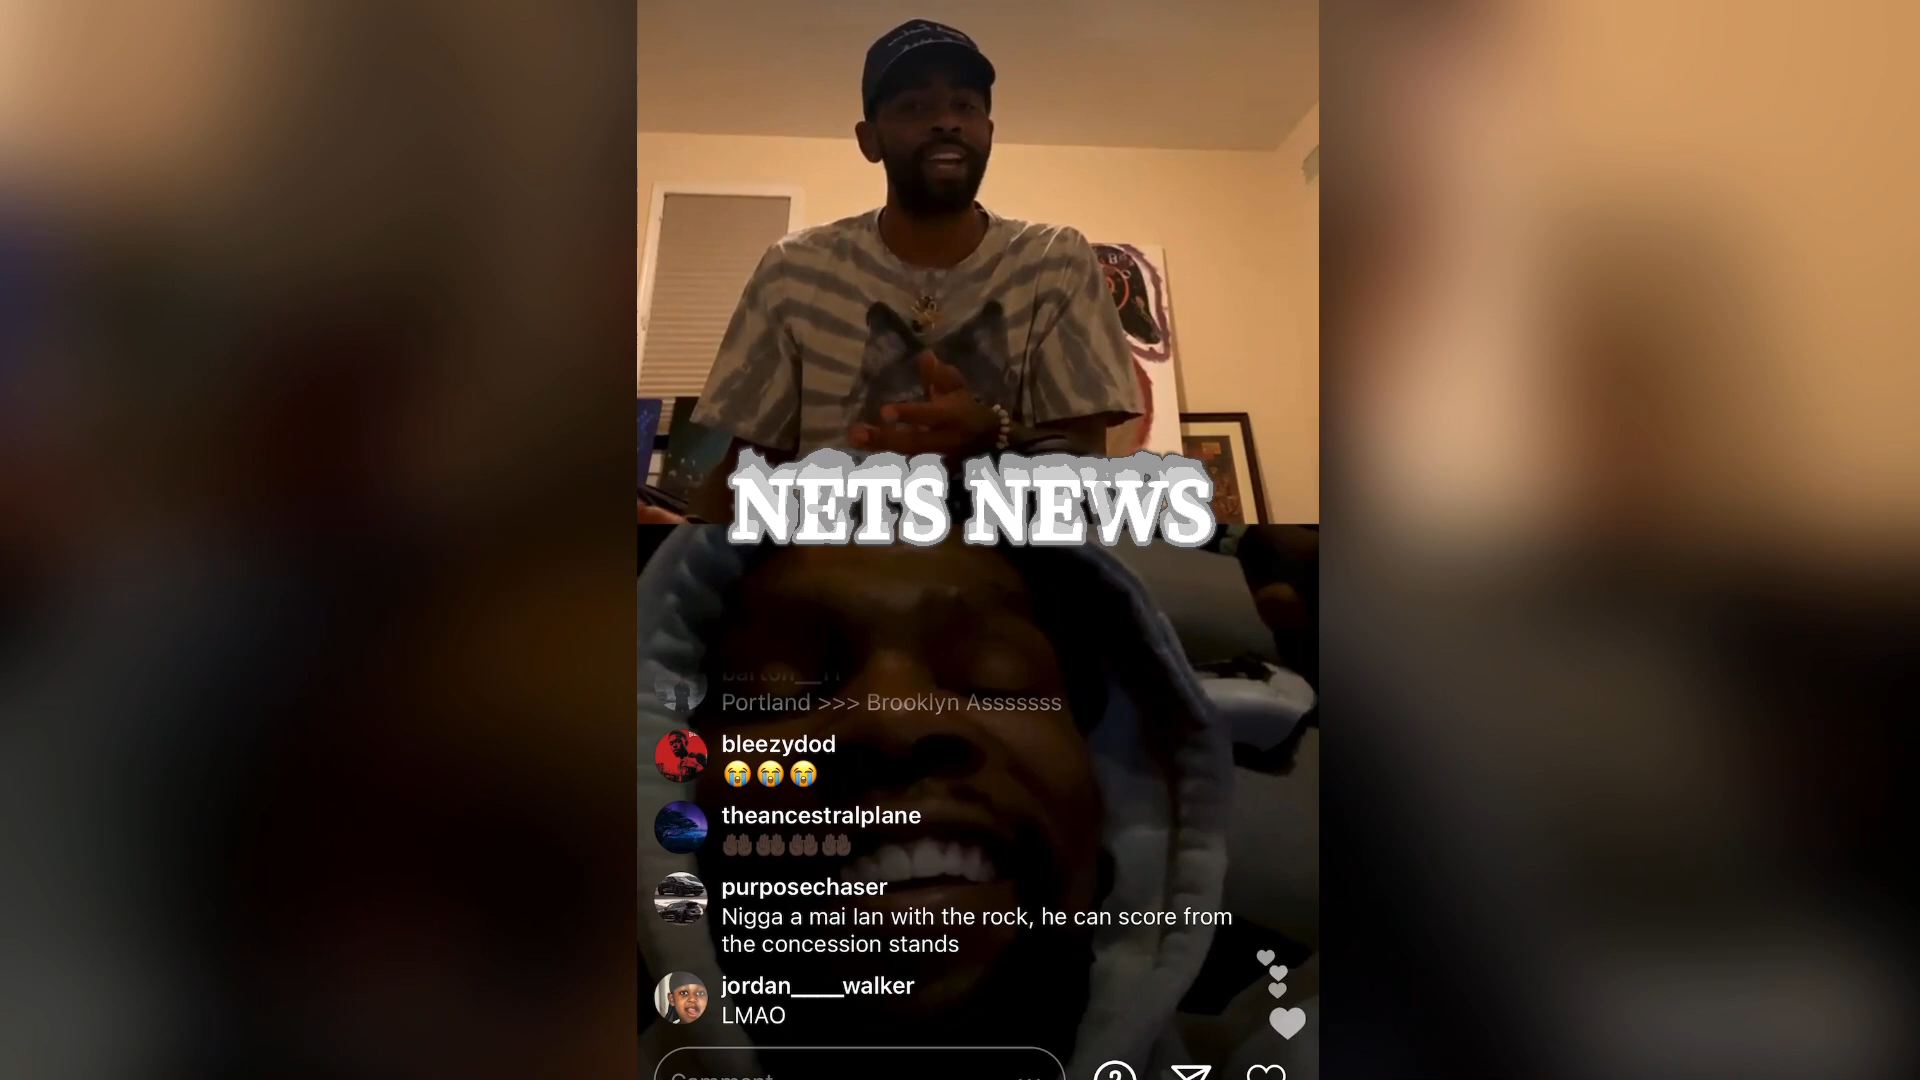 NETS NEWS
Portland >>> Brooklyn Asssssss
bleezydod
😭😭😭
theancestralplane
🤲🏿🤲🏿🤲🏿🤲🏿
purposechaser
Nigga a mai lan with the rock, he can score from
the concession stands
jordan____walker
LMAO